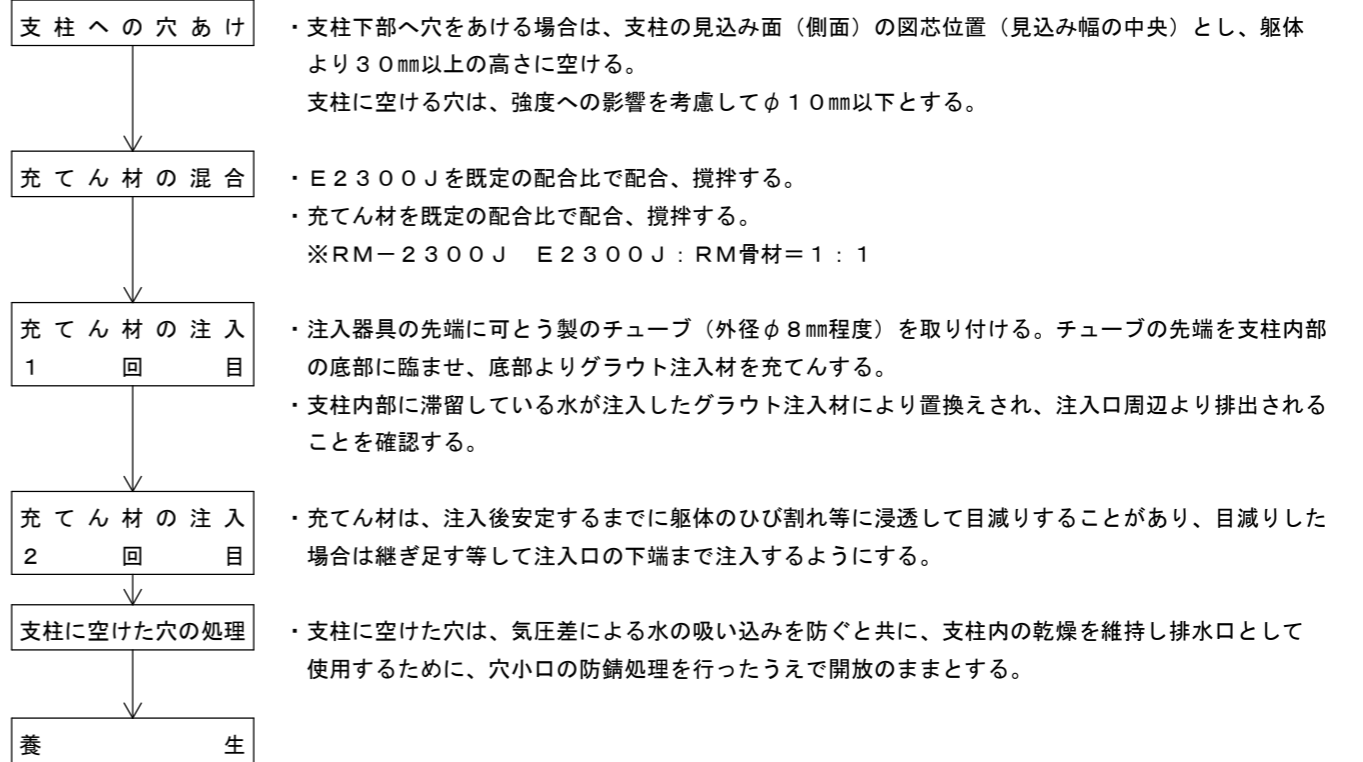 支柱への穴あけ
・支柱下部へ穴をあける場合は、支柱の見込み面（側面）の図芯位置（見込み幅の中央）とし、躯体
より３０㎜以上の高さに空ける。
支柱に空ける穴は、強度への影響を考慮してφ１０㎜以下とする。
充てん材の混合
・Ｅ２３００Ｊを既定の配合比で配合、撹拌する。
・充てん材を既定の配合比で配合、撹拌する。
※ＲＭ－２３００Ｊ　Ｅ２３００Ｊ：ＲＭ骨材＝１：１
充てん材の注入
１回目
・注入器具の先端に可とう製のチューブ（外径φ８㎜程度）を取り付ける。チューブの先端を支柱内部
の底部に臨ませ、底部よりグラウト注入材を充てんする。
・支柱内部に滞留している水が注入したグラウト注入材により置換えされ、注入口周辺より排出される
ことを確認する。
充てん材の注入
２回目
・充てん材は、注入後安定するまでに躯体のひび割れ等に浸透して目減りすることがあり、目減りした
場合は継ぎ足す等して注入口の下端まで注入するようにする。
支柱に空けた穴の処理
・支柱に空けた穴は、気圧差による水の吸い込みを防ぐと共に、支柱内の乾燥を維持し排水口として
使用するために、穴小口の防錆処理を行ったうえで開放のままとする。
養生